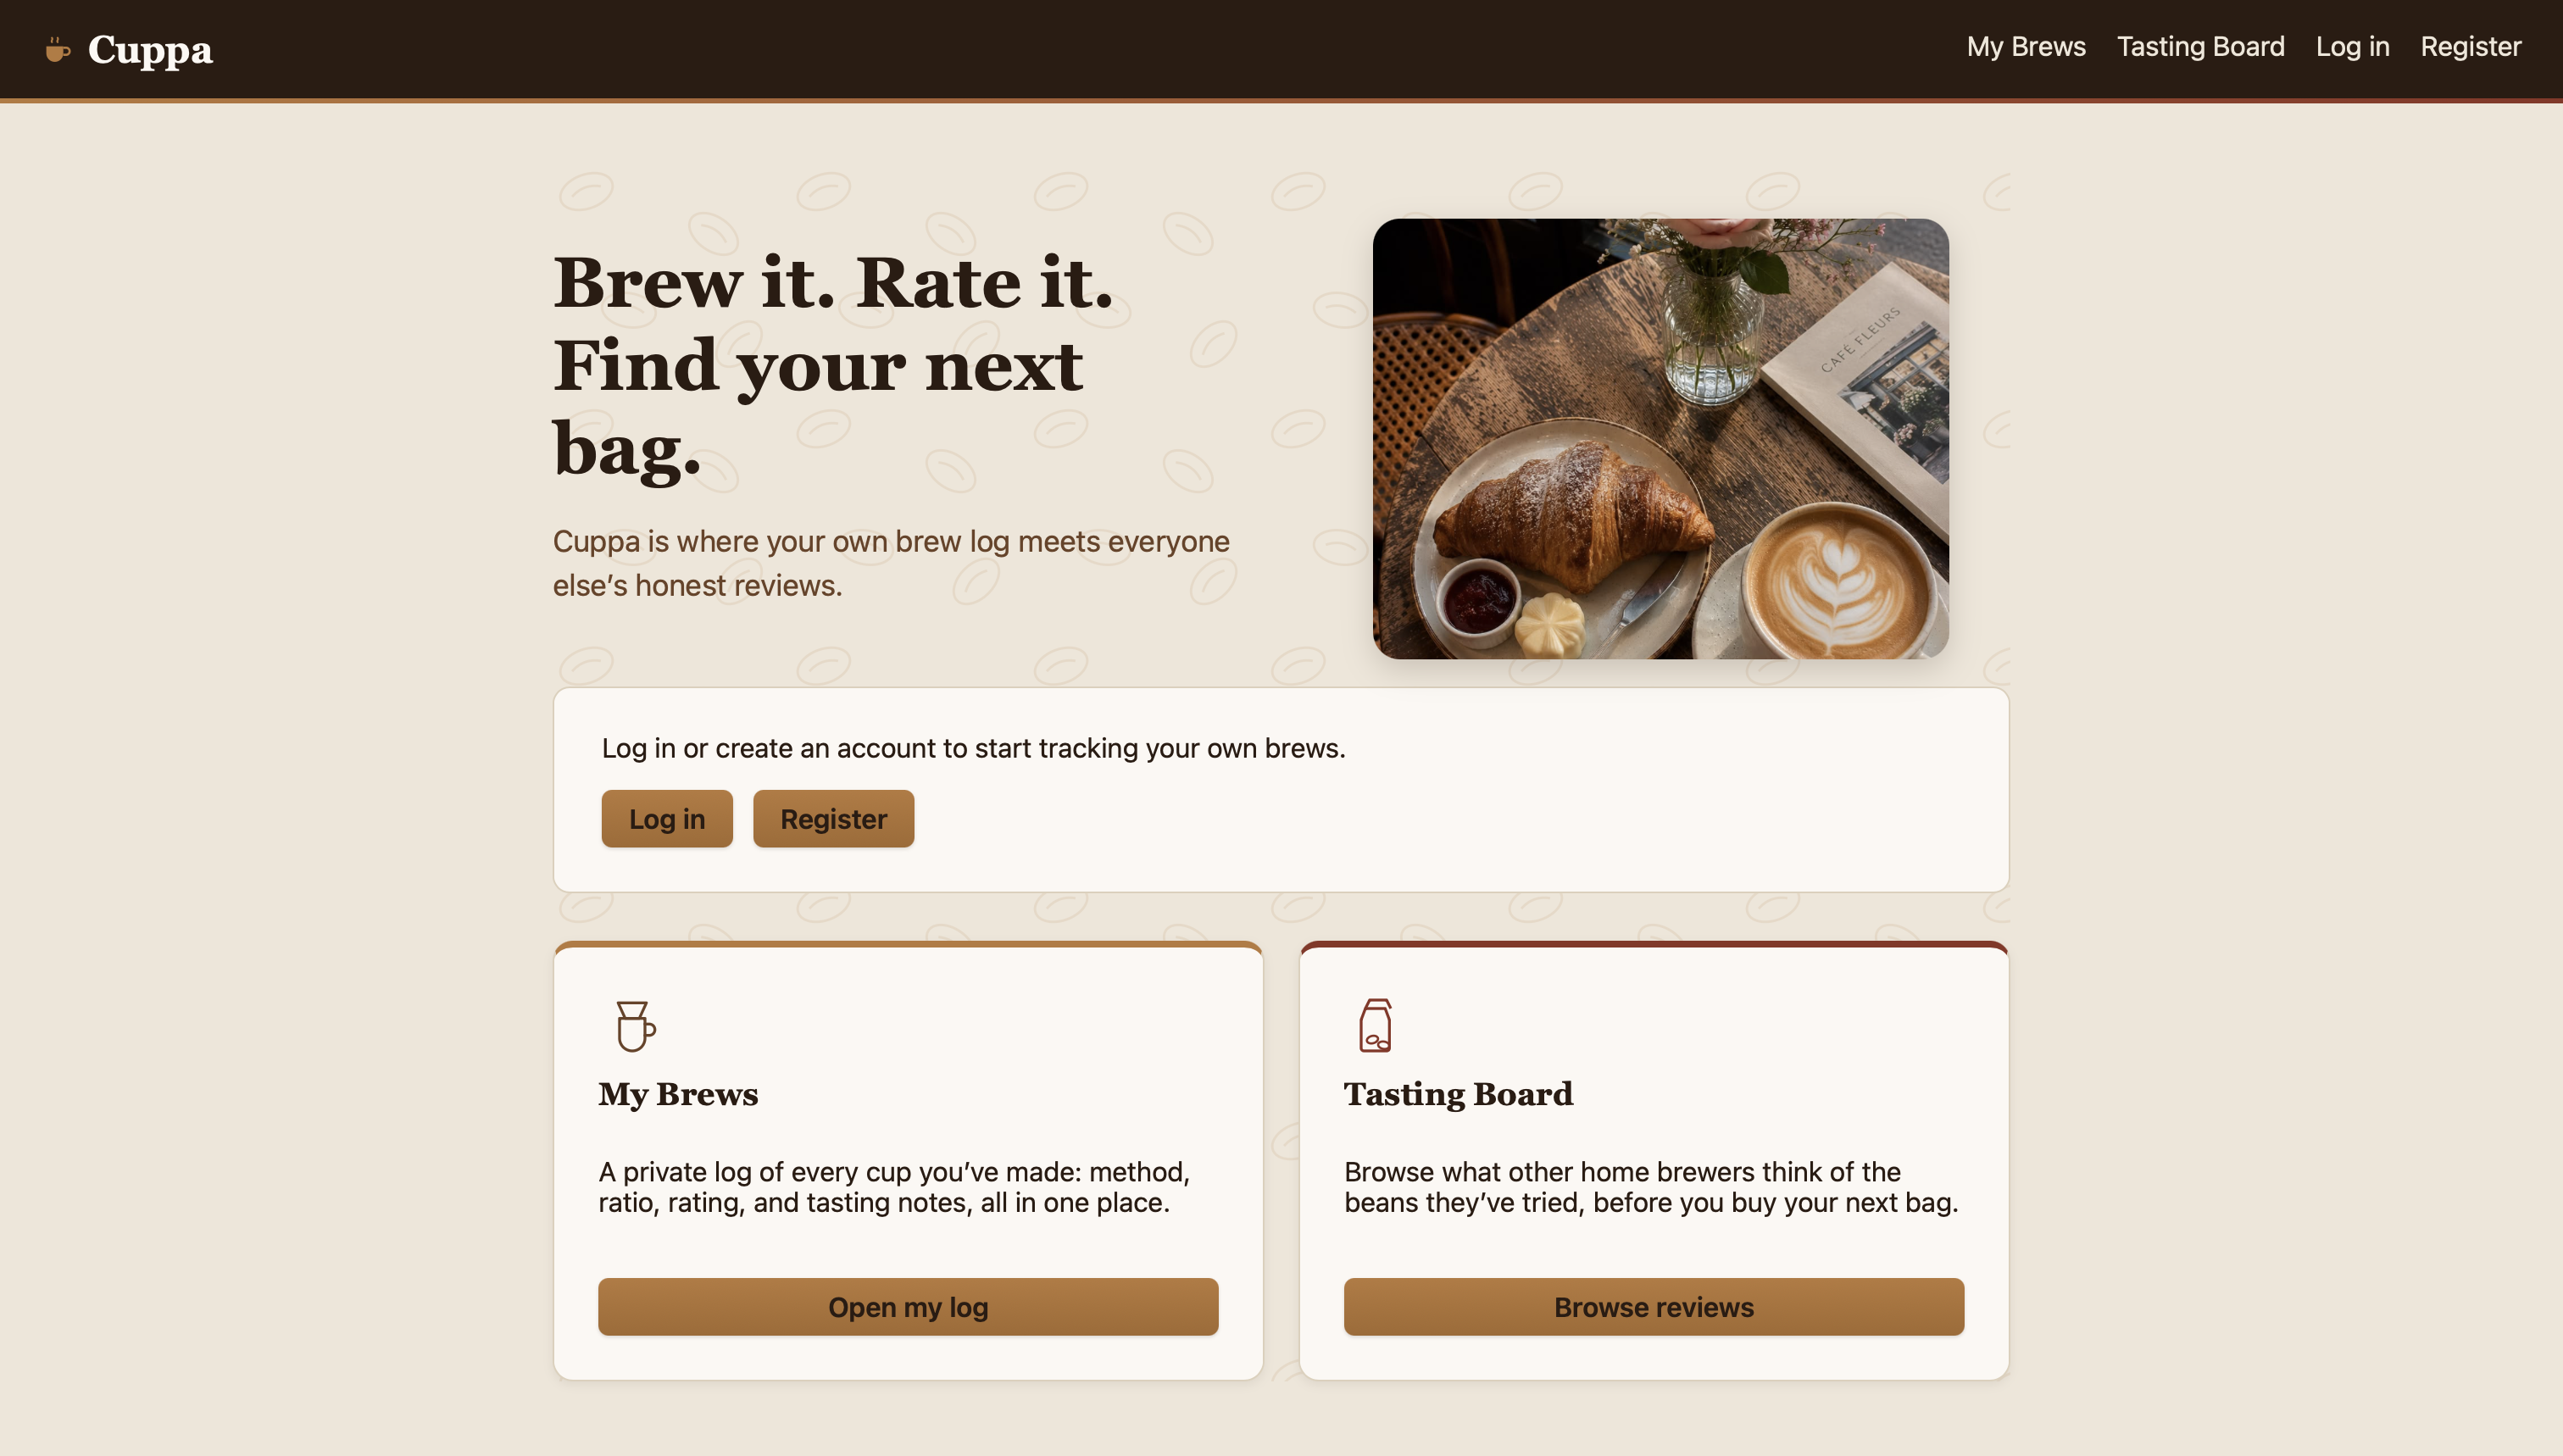 Cuppa
My Brews
Tasting Board
Log in
Register
Brew it. Rate it.
Find your next
bag.
Cuppa is where your own brew log meets everyone
else’s honest reviews.
CAFÉ FLEURS
Log in or create an account to start tracking your own brews.
Log in
Register
My Brews
A private log of every cup you’ve made: method,
ratio, rating, and tasting notes, all in one place.
Open my log
Tasting Board
Browse what other home brewers think of the
beans they’ve tried, before you buy your next bag.
Browse reviews